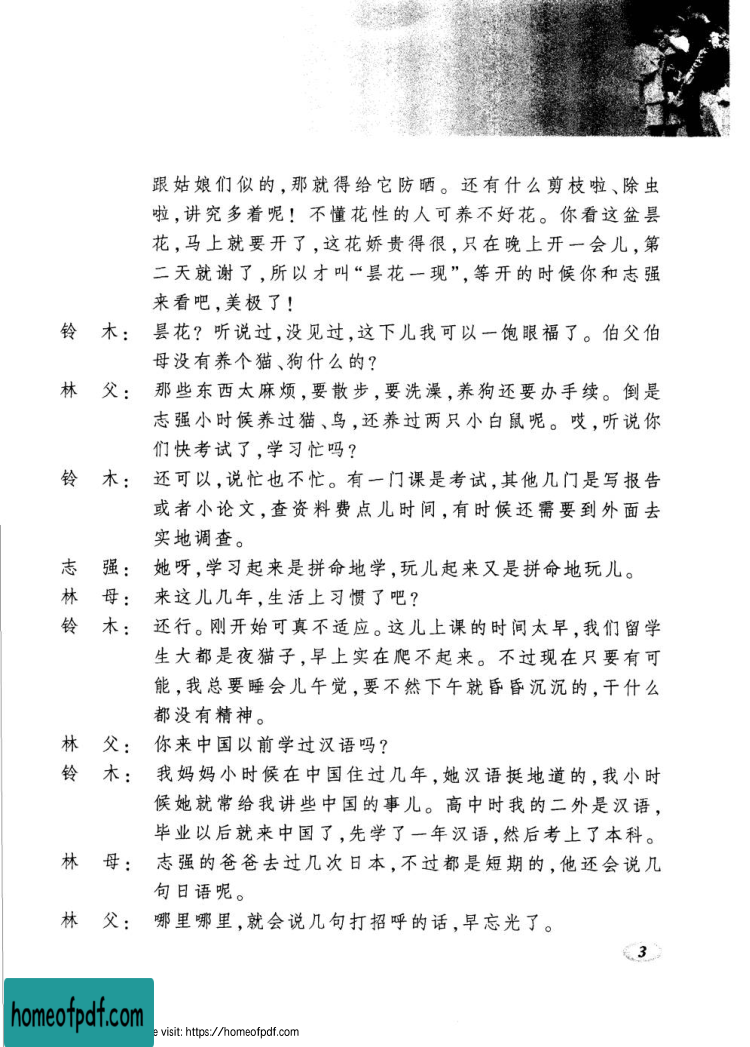 跟姑娘们似的,那就得给它防晒。还有什么剪枝啦、除虫
啦,讲究多着呢!不懂花性的人可养不好花。你看这盆昙
花,马上就要开了,这花娇贵得很,只在晚上开一会儿,第
二天就谢了,所以才叫“昙花一现”,等开的时候你和志强
来看吧,美极了!
铃 木: 昙花?听说过,没见过,这下儿我可以一饱眼福了。伯父伯
母没有养个猫、狗什么的?
林 父: 那些东西太麻烦,要散步,要洗澡,养狗还要办手续。倒是
志强小时候养过猫、鸟,还养过两只小白鼠呢。哎,听说你
们快考试了,学习忙吗?
铃 木: 还可以,说忙也不忙。有一门课是考试,其他几门是写报告
或者小论文,查资料费点儿时间,有时候还需要到外面去
实地调查。
志 强: 她呀,学习起来是拼命地学,玩儿起来又是拼命地玩儿。
林 母: 来这儿几年,生活上习惯了吧?
铃 木: 还行。刚开始可真不适应。这儿上课的时间太早,我们留学
生大都是夜猫子,早上实在爬不起来。不过现在只要有可
能,我总要睡会儿午觉,要不然下午就昏昏沉沉的,干什么
都没有精神。
林 父: 你来中国以前学过汉语吗?
铃 木: 我妈妈小时候在中国住过几年,她汉语挺地道的,我小时
候她就常给我讲些中国的事儿。高中时我的二外是汉语,
毕业以后就来中国了,先学了一年汉语,然后考上了本科。
林 母: 志强的爸爸去过几次日本,不过都是短期的,他还会说几
句日语呢。
林 父: 哪里哪里,就会说几句打招呼的话,早忘光了。
3
homeofpdf.com
e visit: https://homeofpdf.com